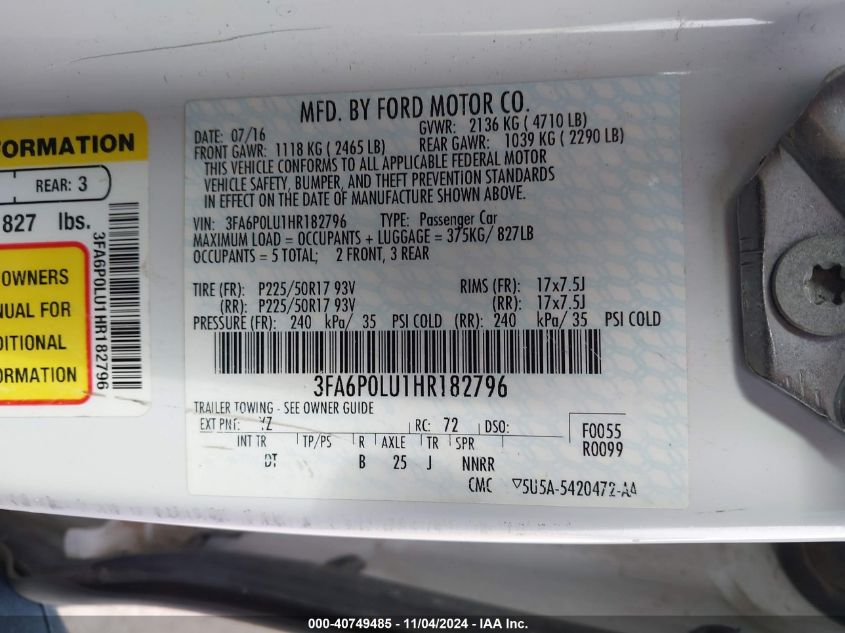 MFD. BY FORD MOTOR CO.
DATE: 07/16 GVWR: 2136 KG ( 4710 LB)
FRONT GAWR: 1118 KG ( 2465 LB) REAR GAWR: 1039 KG ( 2290 LB)
THIS VEHICLE CONFORMS TO ALL APPLICABLE FEDERAL MOTOR
VEHICLE SAFETY, BUMPER, AND THEFT PREVENTION STANDARDS
IN EFFECT ON THE DATE OF MANUFACTURE SHOWN ABOVE.
VIN: 3FA6P0LU1HR182796 TYPE: Passenger Car
MAXIMUM LOAD = OCCUPANTS + LUGGAGE = 375KG/ 827LB
OCCUPANTS = 5 TOTAL; 2 FRONT, 3 REAR
TIRE (FR): P225/50R17 93V RIMS (FR): 17x7.5J
(RR): P225/50R17 93V (RR): 17x7.5J
PRESSURE (FR): 240 kPa/ 35 PSI COLD (RR): 240 kPa/ 35 PSI COLD
3FA6P0LU1HR182796
TRAILER TOWING - SEE OWNER GUIDE
EXT PNT: YZ RC: 72 DSO:
INT TR TP/PS R AXLE TR SPR
DT B 25 J NNRR
F0055
R0099
CMC ▽5U5A-5420472-AA
FORMATION
REAR: 3
827 lbs.
OWNERS
NUAL FOR
DITIONAL
ORMATION
3FA6P0LU1HR182796
000-40749485 - 11/04/2024 - IAA Inc.